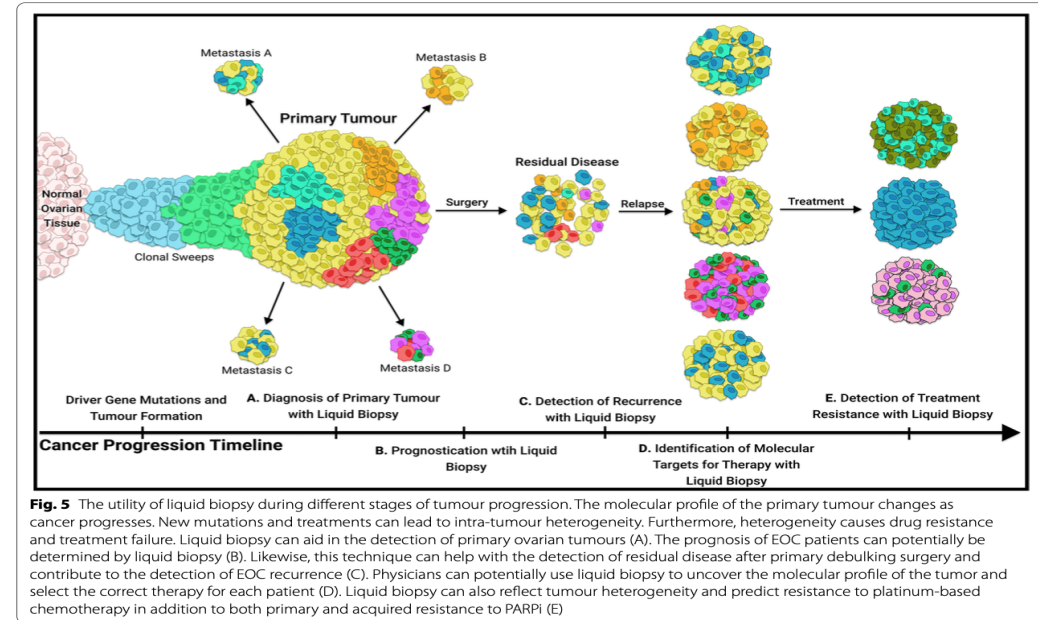 Metastasis A
Metastasis B
Primary Tumour
Normal
Ovarian
Tissue
Clonal Sweeps
Surgery
Residual Disease
Relapse
Treatment
Metastasis C
Metastasis D
Driver Gene Mutations and
Tumour Formation
A. Diagnosis of Primary Tumour
with Liquid Biopsy
C. Detection of Recurrence
with Liquid Biopsy
E. Detection of Treatment
Resistance with Liquid Biopsy
Cancer Progression Timeline
B. Prognostication wtih Liquid
Biopsy
D. Identification of Molecular
Targets for Therapy with
Liquid Biopsy
Fig. 5 The utility of liquid biopsy during different stages of tumour progression. The molecular profile of the primary tumour changes as
cancer progresses. New mutations and treatments can lead to intra-tumour heterogeneity. Furthermore, heterogeneity causes drug resistance
and treatment failure. Liquid biopsy can aid in the detection of primary ovarian tumours (A). The prognosis of EOC patients can potentially be
determined by liquid biopsy (B). Likewise, this technique can help with the detection of residual disease after primary debulking surgery and
contribute to the detection of EOC recurrence (C). Physicians can potentially use liquid biopsy to uncover the molecular profile of the tumor and
select the correct therapy for each patient (D). Liquid biopsy can also reflect tumour heterogeneity and predict resistance to platinum-based
chemotherapy in addition to both primary and acquired resistance to PARPi (E)